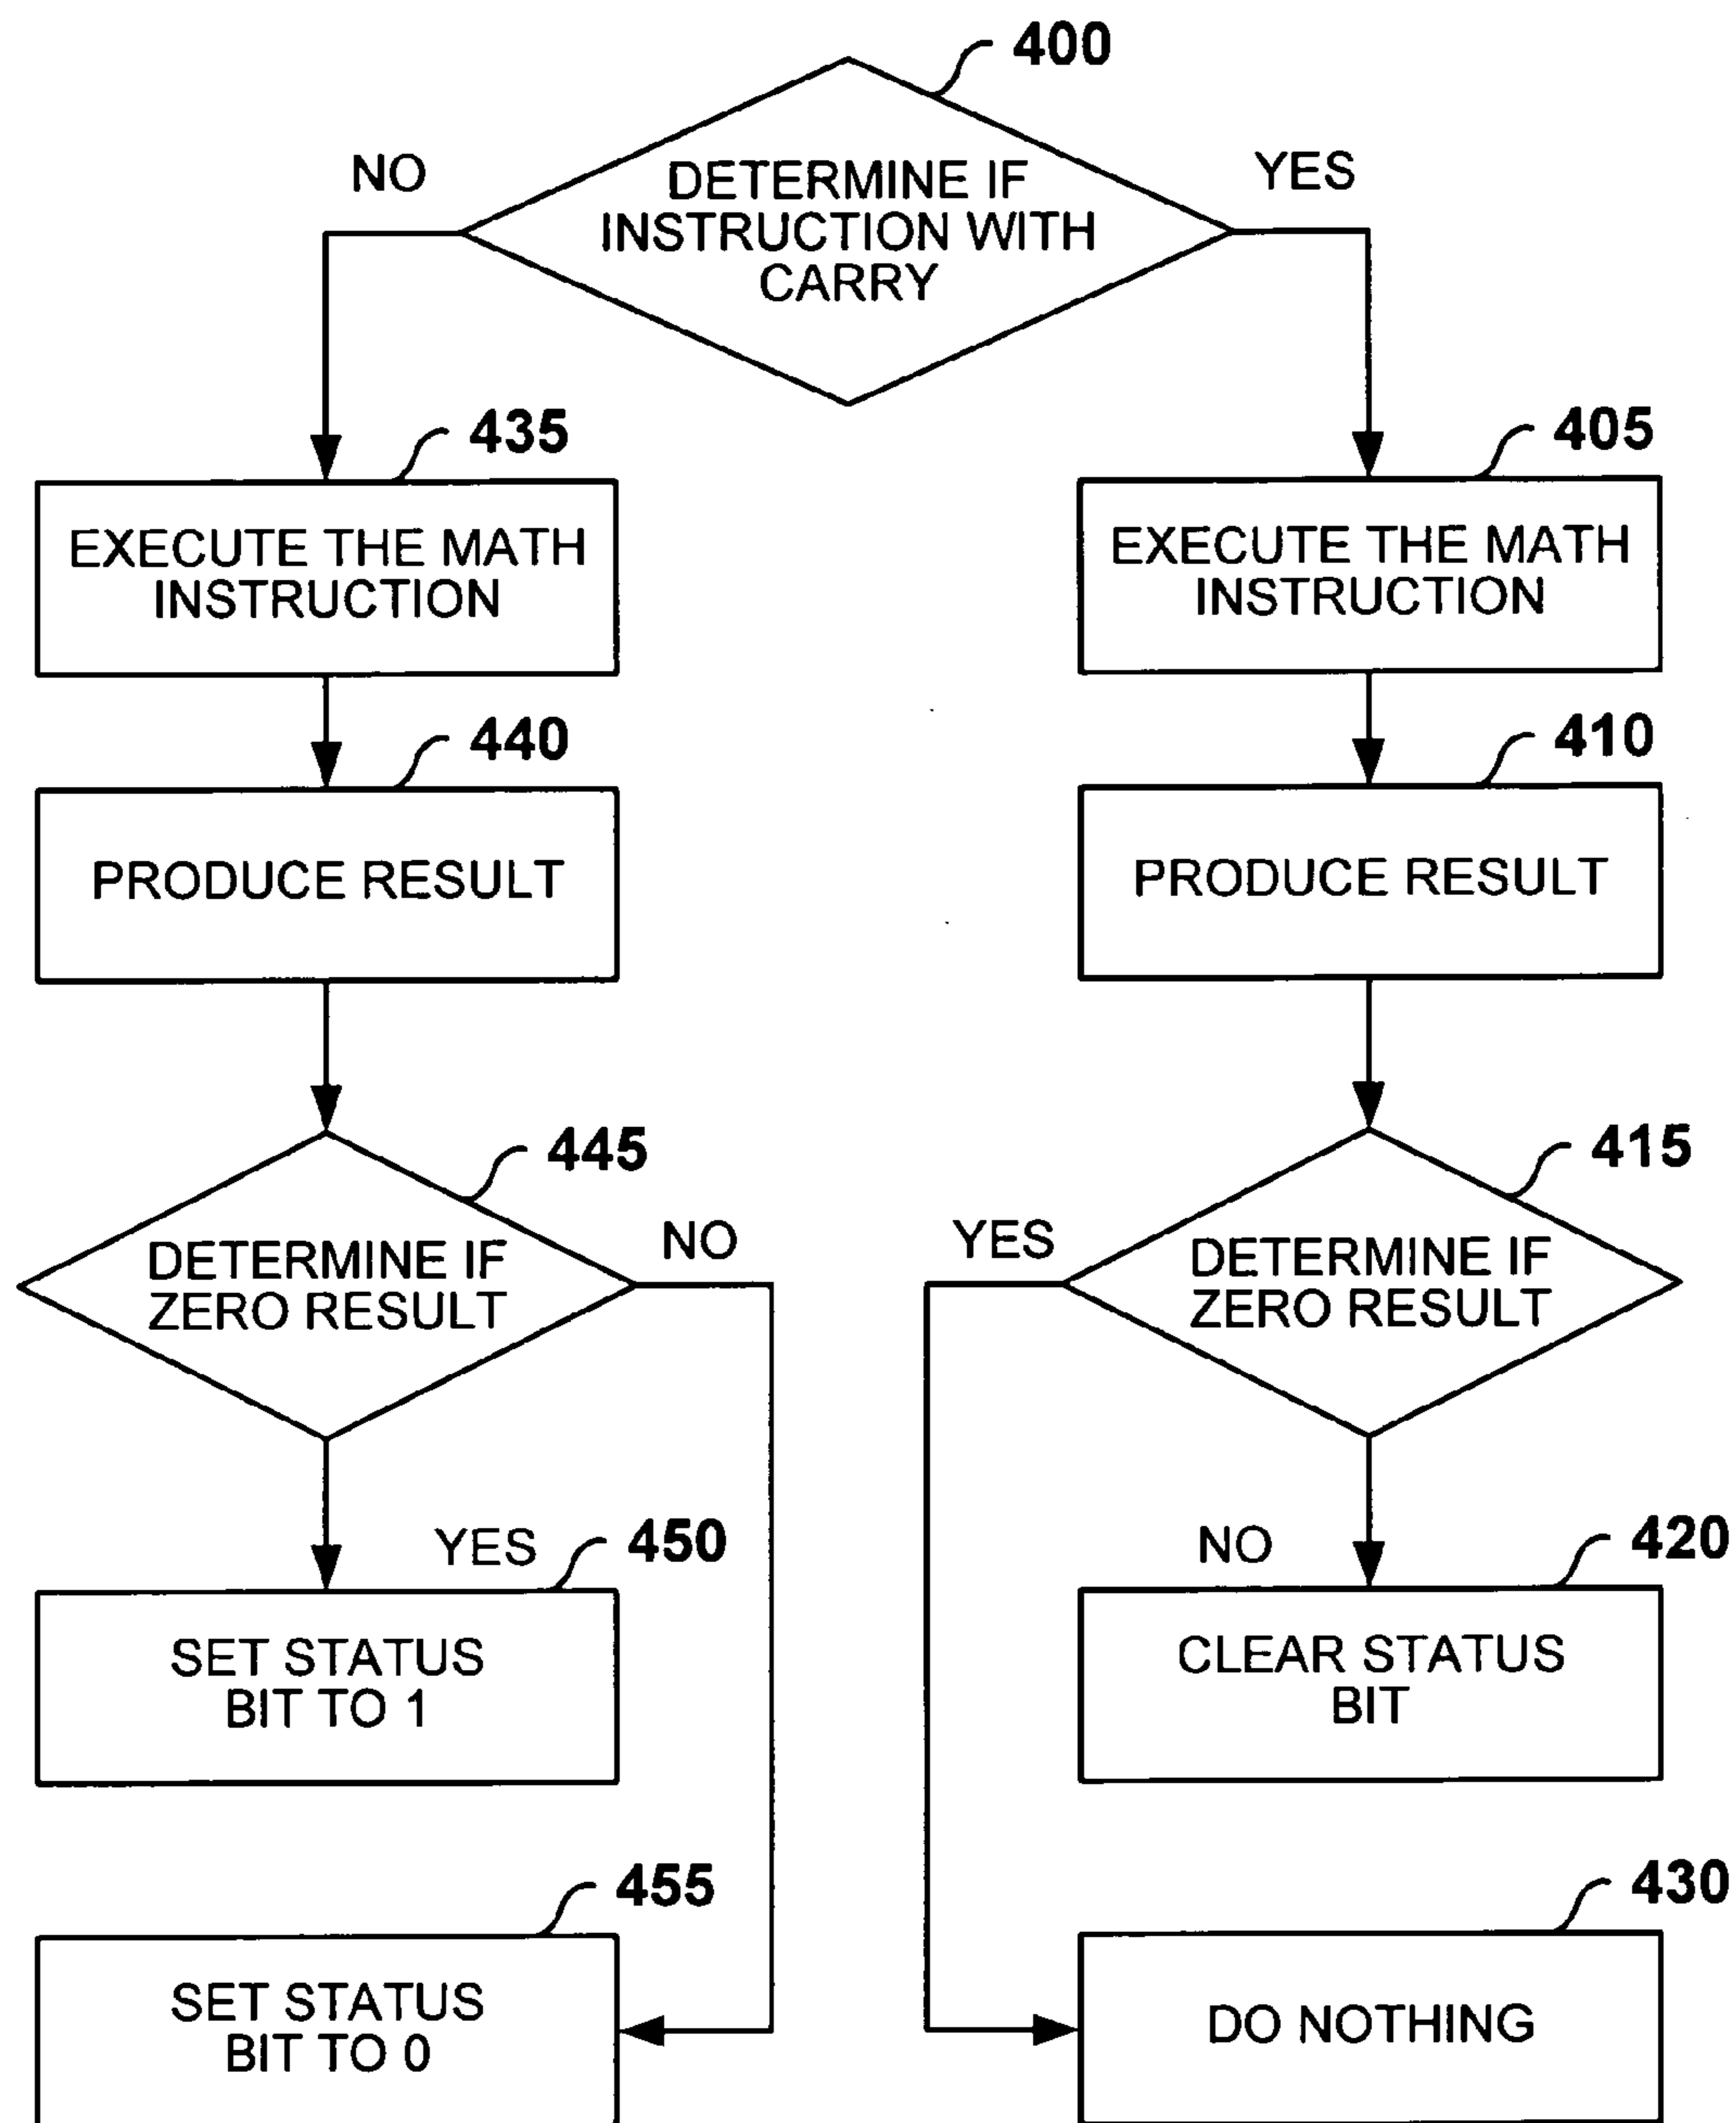 400
NO
YES
DETERMINE IF
INSTRUCTION WITH
CARRY
435
405
EXECUTE THE MATH
INSTRUCTION
EXECUTE THE MATH
INSTRUCTION
440
410
PRODUCE RESULT
PRODUCE RESULT
445
415
NO
YES
DETERMINE IF
ZERO RESULT
DETERMINE IF
ZERO RESULT
YES
450
NO
420
SET STATUS
BIT TO 1
CLEAR STATUS
BIT
455
430
SET STATUS
BIT TO 0
DO NOTHING